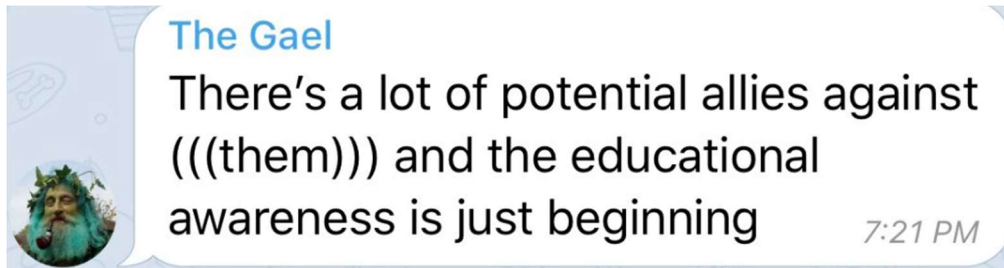 The Gael
There’s a lot of potential allies against
(((them))) and the educational
awareness is just beginning
7:21 PM